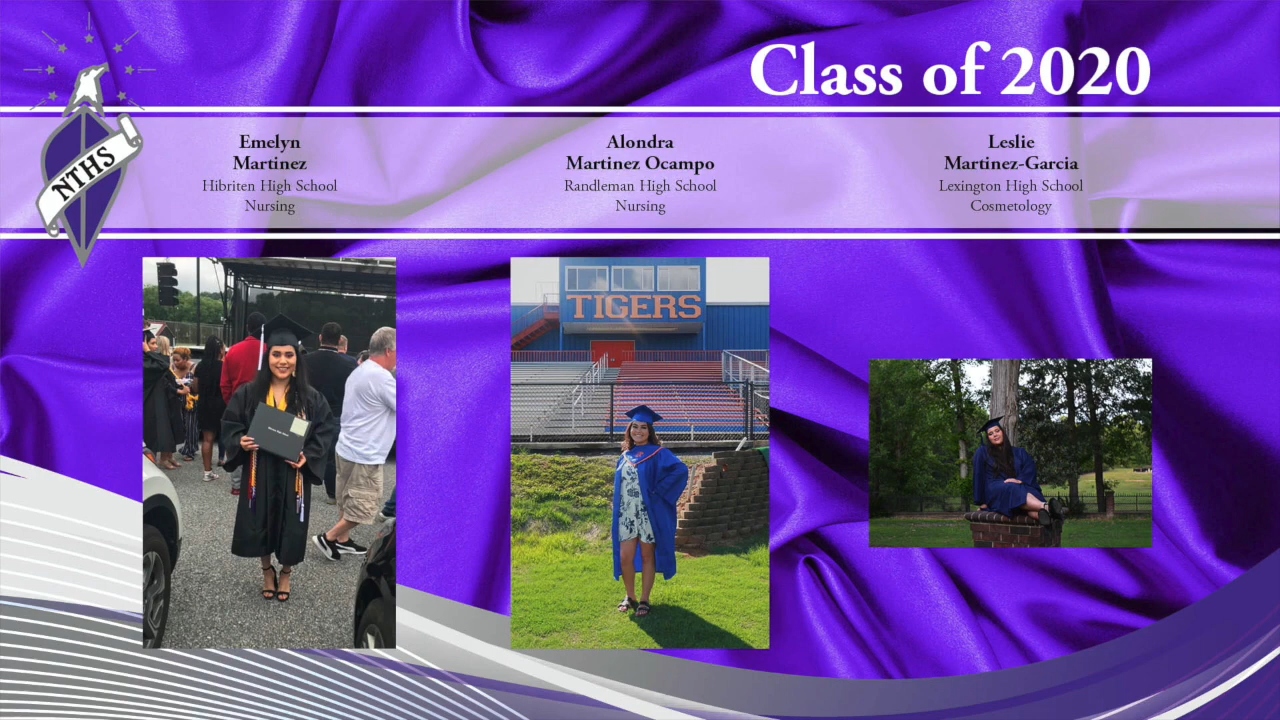 Class of 2020
NTHS
Emelyn
Martinez
Hibriten High School
Nursing
Alondra
Martinez Ocampo
Randleman High School
Nursing
Leslie
Martinez-Garcia
Lexington High School
Cosmetology
TIGERS